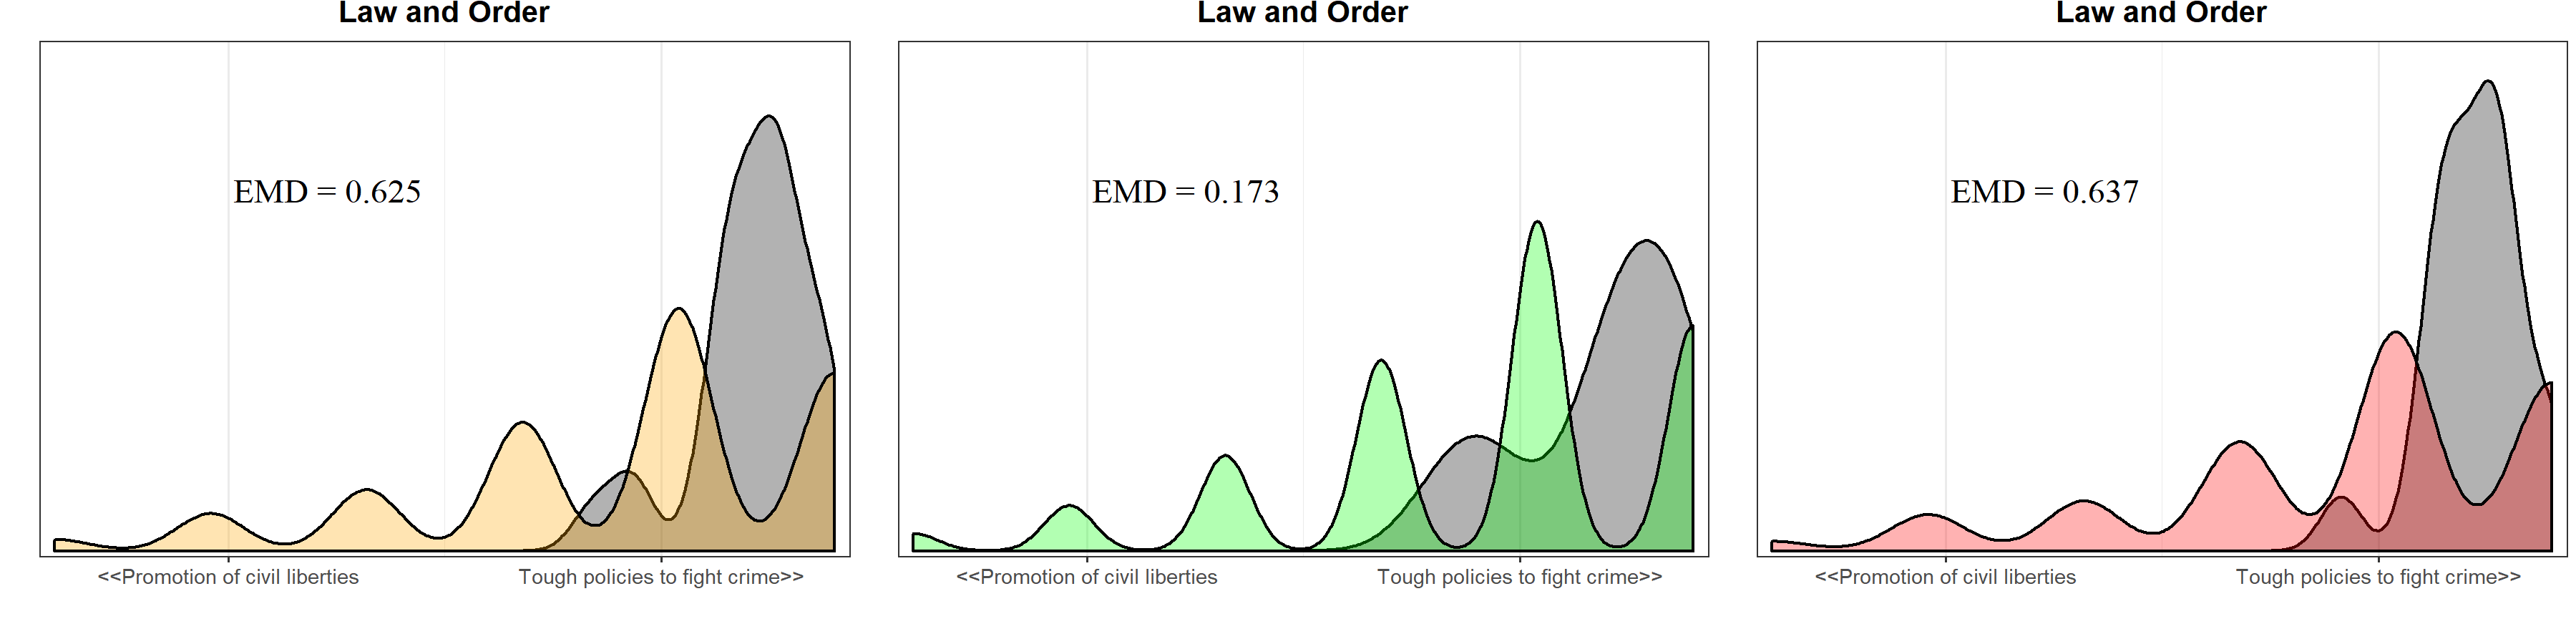 Law and Order
EMD = 0.625
<<Promotion of civil liberties
Tough policies to fight crime>>
Law and Order
EMD = 0.173
<<Promotion of civil liberties
Tough policies to fight crime>>
Law and Order
EMD = 0.637
<<Promotion of civil liberties
Tough policies to fight crime>>